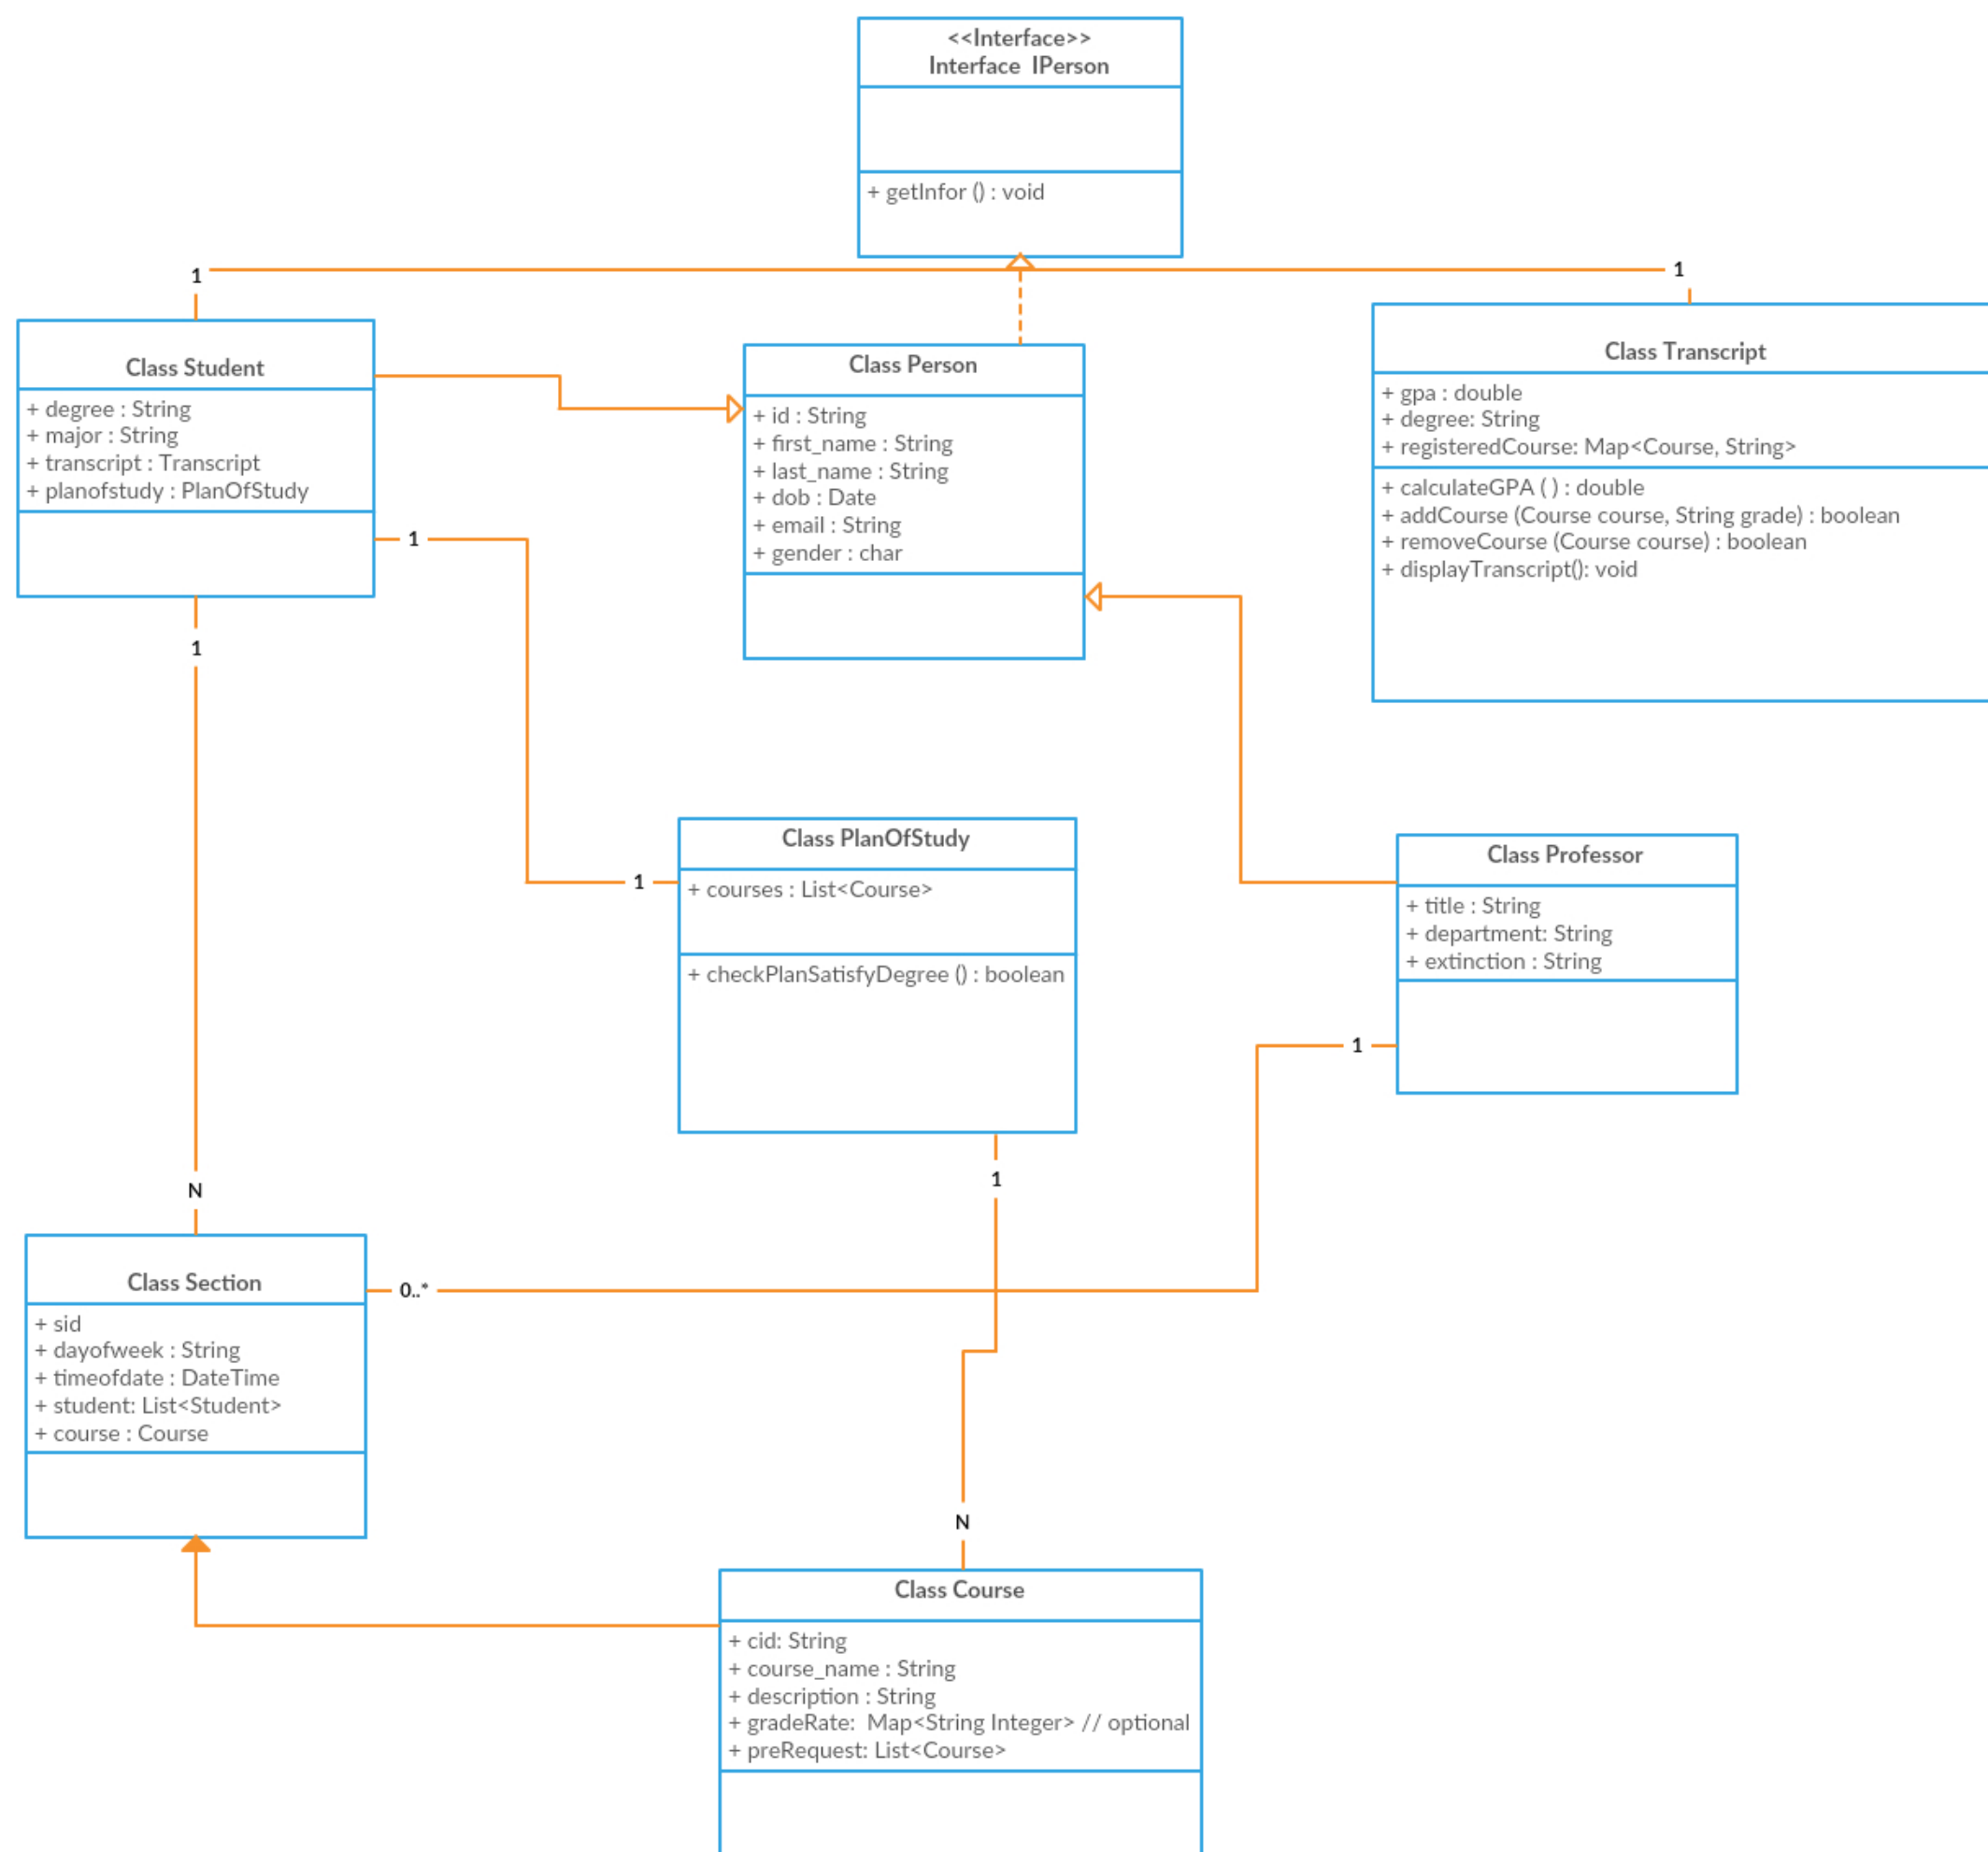 <<Interface>>
Interface  IPerson
+ getInfor () : void
1
1
Class Student
+ degree : String
+ major : String
+ transcript : Transcript
+ planofstudy : PlanOfStudy
Class Person
+ id : String
+ first_name : String
+ last_name : String
+ dob : Date
+ email : String
+ gender : char
Class Transcript
+ gpa : double
+ degree: String
+ registeredCourse: Map<Course, String>
+ calculateGPA ( ) : double
+ addCourse (Course course, String grade) : boolean
+ removeCourse (Course course) : boolean
+ displayTranscript(): void
1
1
1
Class PlanOfStudy
+ courses : List<Course>
+ checkPlanSatisfyDegree () : boolean
Class Professor
+ title : String
+ department: String
+ extinction : String
1
1
N
0..*
Class Section
+ sid
+ dayofweek : String
+ timeofdate : DateTime
+ student: List<Student>
+ course : Course
N
Class Course
+ cid: String
+ course_name : String
+ description : String
+ gradeRate:  Map<String Integer> // optional
+ preRequest: List<Course>